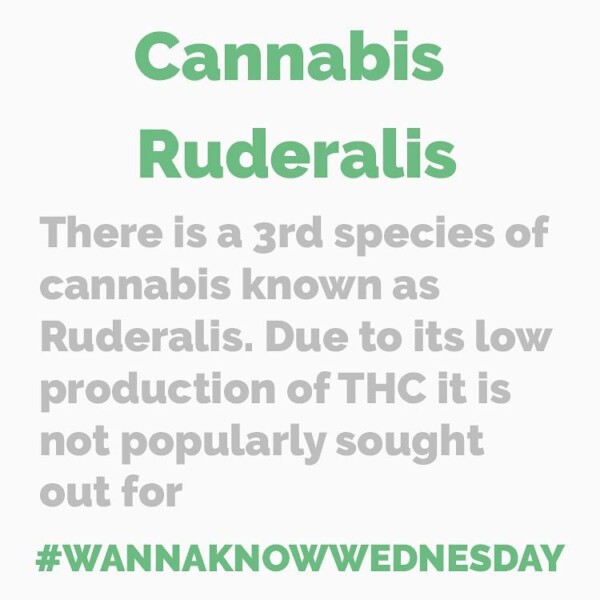 Cannabis
Ruderalis
There is a 3rd species of
cannabis known as
Ruderalis. Due to its low
production of THC it is
not popularly sought
out for
#WANNAKNOWWEDNESDAY